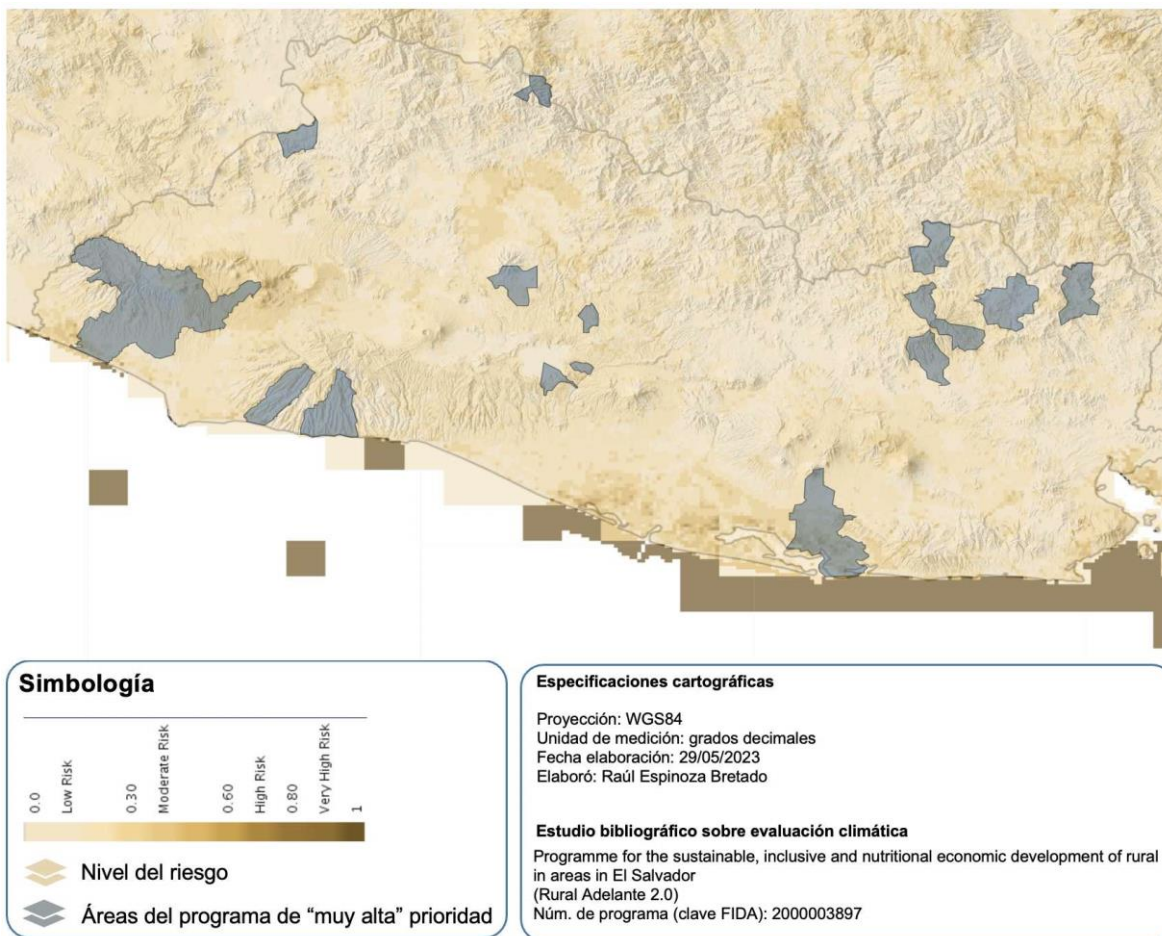 Simbología
0.0
Low Risk
0.30
Moderate Risk
0.60
High Risk
0.80
Very High Risk
1
Nivel del riesgo
Áreas del programa de “muy alta” prioridad
Especificaciones cartográficas
Proyección: WGS84
Unidad de medición: grados decimales
Fecha elaboración: 29/05/2023
Elaboró: Raúl Espinoza Bretado
Estudio bibliográfico sobre evaluación climática
Programme for the sustainable, inclusive and nutritional economic development of rural
in areas in El Salvador
(Rural Adelante 2.0)
Núm. de programa (clave FIDA): 2000003897